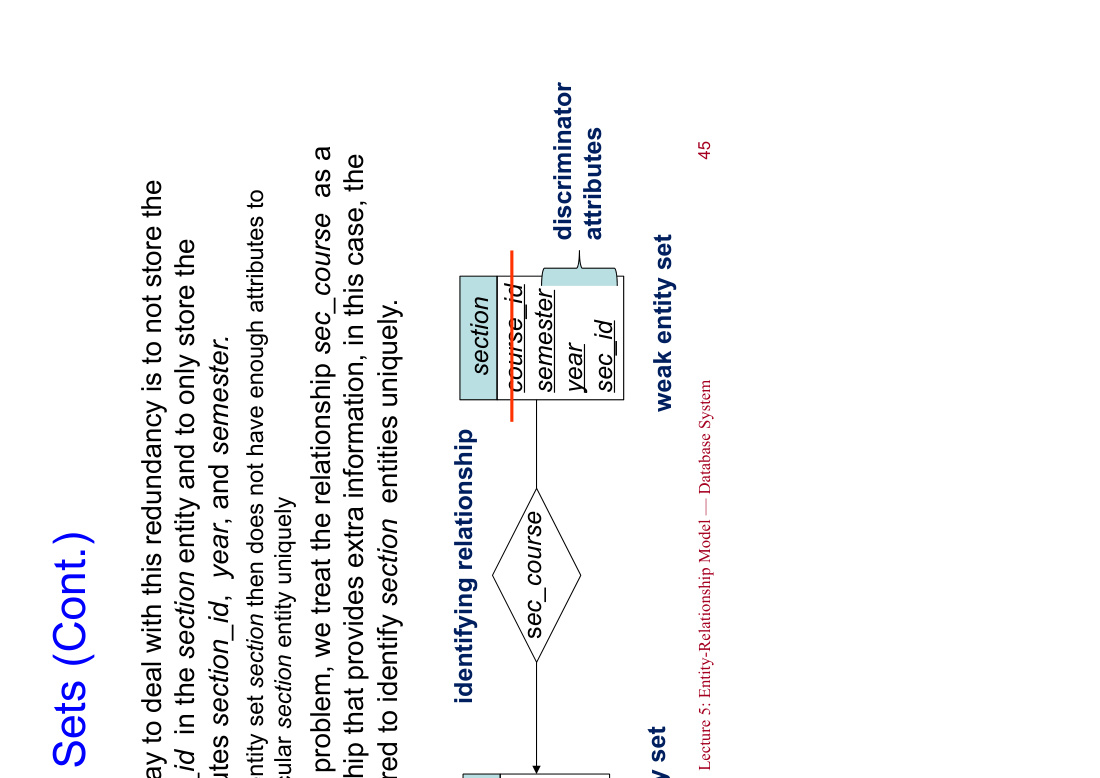 Sets (Cont.)
ay to deal with this redundancy is to not store the
_id in the section entity and to only store the
utes section_id, year, and semester.
ntity set section then does not have enough attributes to
cular section entity uniquely
problem, we treat the relationship sec_course as a
hip that provides extra information, in this case, the
red to identify section entities uniquely.
identifying relationship
sec_course
section
course_id
semester
year
sec_id
discriminator
attributes
y set
weak entity set
Lecture 5: Entity-Relationship Model — Database System
45